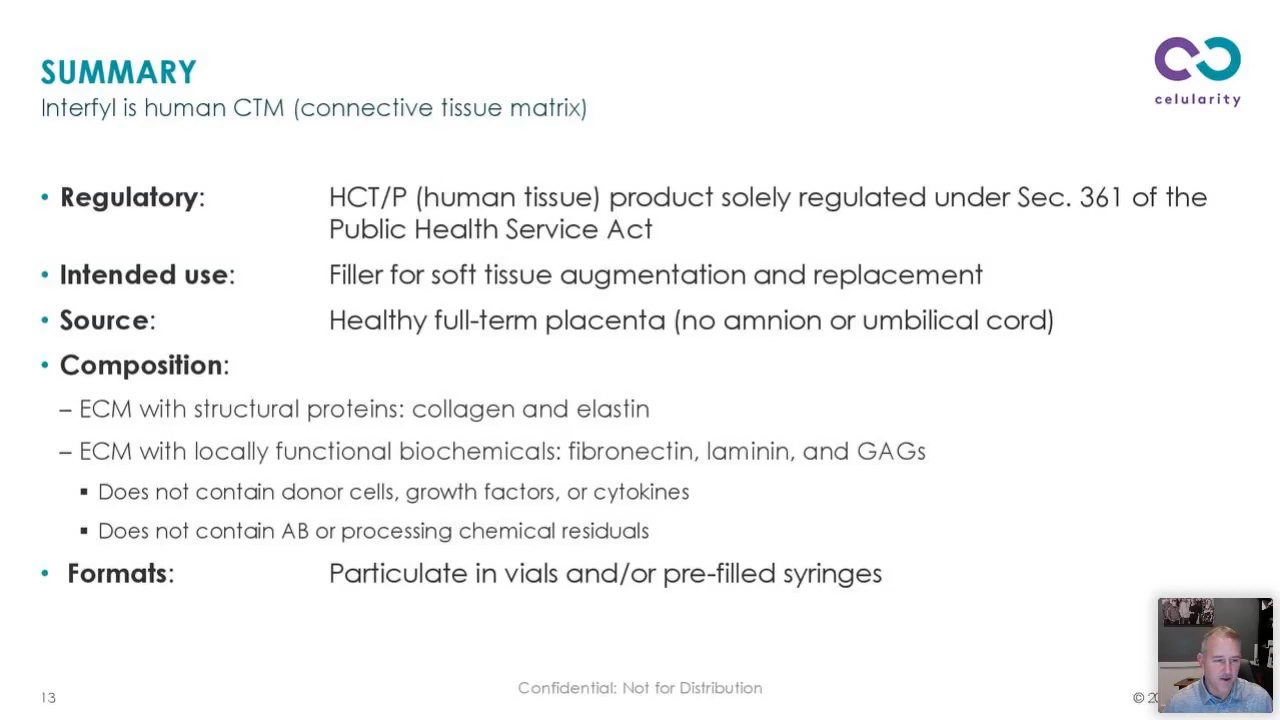 SUMMARY
Interfyl is human CTM (connective tissue matrix)
celularity
• Regulatory: HCT/P (human tissue) product solely regulated under Sec. 361 of the
Public Health Service Act
• Intended use: Filler for soft tissue augmentation and replacement
• Source: Healthy full-term placenta (no amnion or umbilical cord)
• Composition:
– ECM with structural proteins: collagen and elastin
– ECM with locally functional biochemicals: fibronectin, laminin, and GAGs
▪ Does not contain donor cells, growth factors, or cytokines
▪ Does not contain AB or processing chemical residuals
• Formats: Particulate in vials and/or pre-filled syringes
13
Confidential: Not for Distribution
©